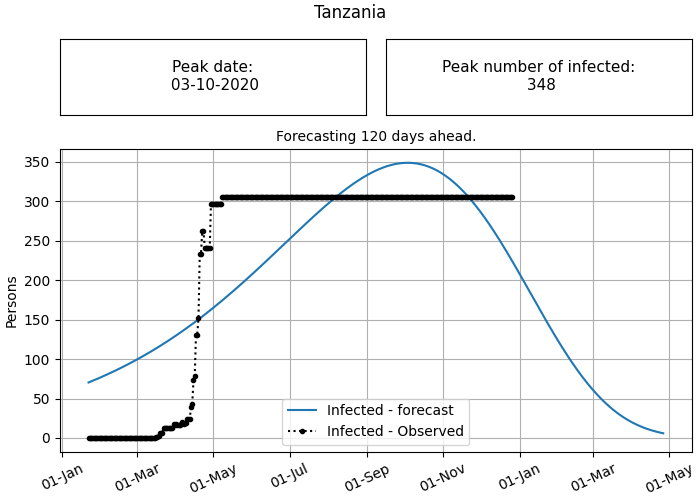 Tanzania
Peak date:
03-10-2020
Peak number of infected:
348
Forecasting 120 days ahead.
350
300
250
200
150
100
50
0
Persons
Infected - forecast
Infected - Observed
01-Jan
01-Mar
01-May
01-Jul
01-Sep
01-Nov
01-Jan
01-Mar
01-May